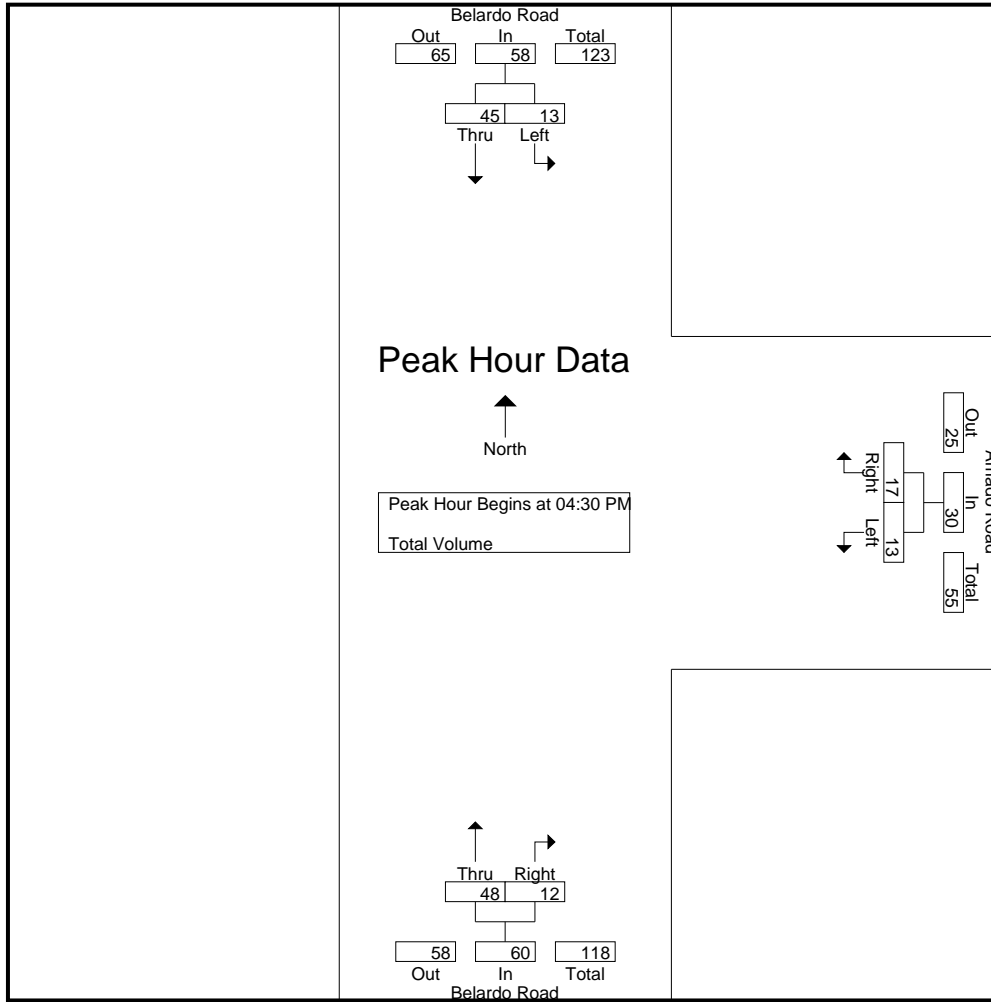 Belardo Road
Out In Total
65 58 123
45 13
Thru Left
Peak Hour Data
North
Peak Hour Begins at 04:30 PM
Total Volume
Out In Total
25 30 55
17 13
Right Left
Road
Thru Right
48 12
58 60 118
Out In Total
Belardo Road